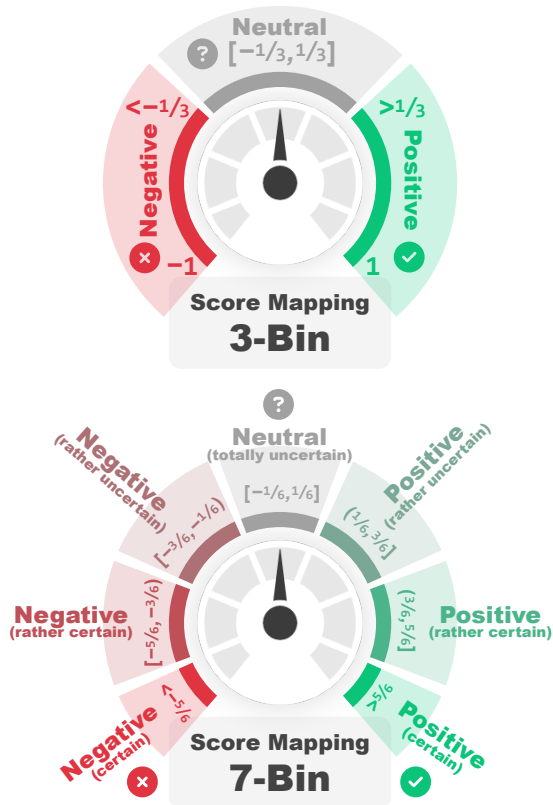 Neutral
? [−1/3, 1/3]
<−1/3
>1/3
Negative
Positive
−1
1
Score Mapping
3-Bin
?
Neutral
(totally uncertain)
[−1/6, 1/6]
Negative
(rather uncertain)
[−3/6, −1/6)
Positive
(rather uncertain)
(1/6, 3/6]
Negative
(rather certain)
[−5/6, −3/6)
Positive
(rather certain)
(3/6, 5/6]
<−5/6
Negative
(certain)
>5/6
Positive
(certain)
Score Mapping
7-Bin